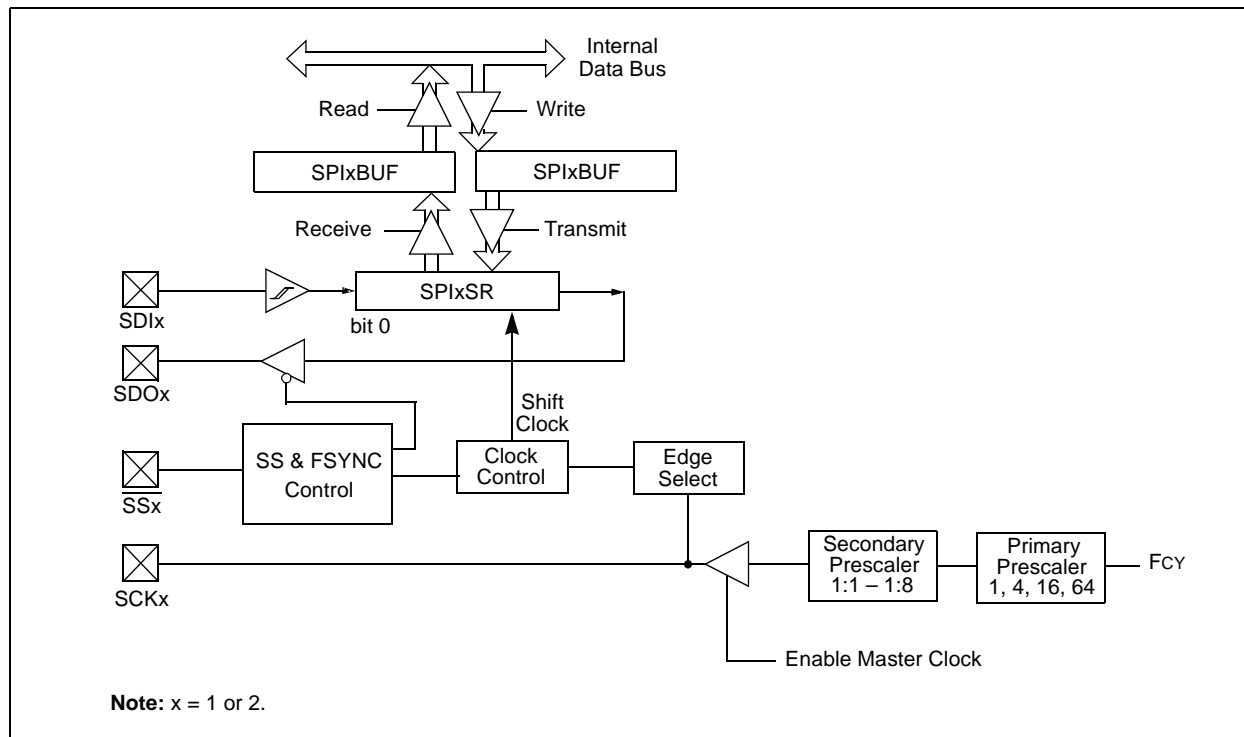 Internal
Data Bus
Read
Write
SPIxBUF
SPIxBUF
Receive
Transmit
SDIx
SPIxSR
bit 0
SDOx
Shift
Clock
SS & FSYNC
Control
Clock
Control
Edge
Select
SSx
Secondary
Prescaler
1:1 – 1:8
Primary
Prescaler
1, 4, 16, 64
FCY
SCKx
Enable Master Clock
Note: x = 1 or 2.